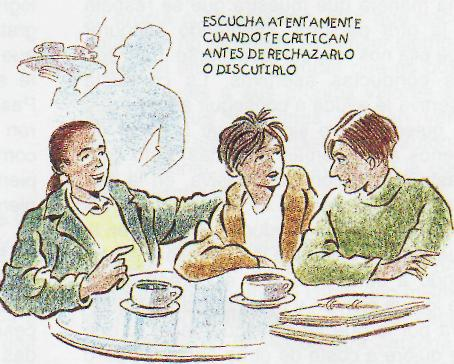 ESCUCHA ATENTAMENTE
CUANDO TE CRITICAN
ANTES DE RECHAZARLO
O DISCUTIRLO